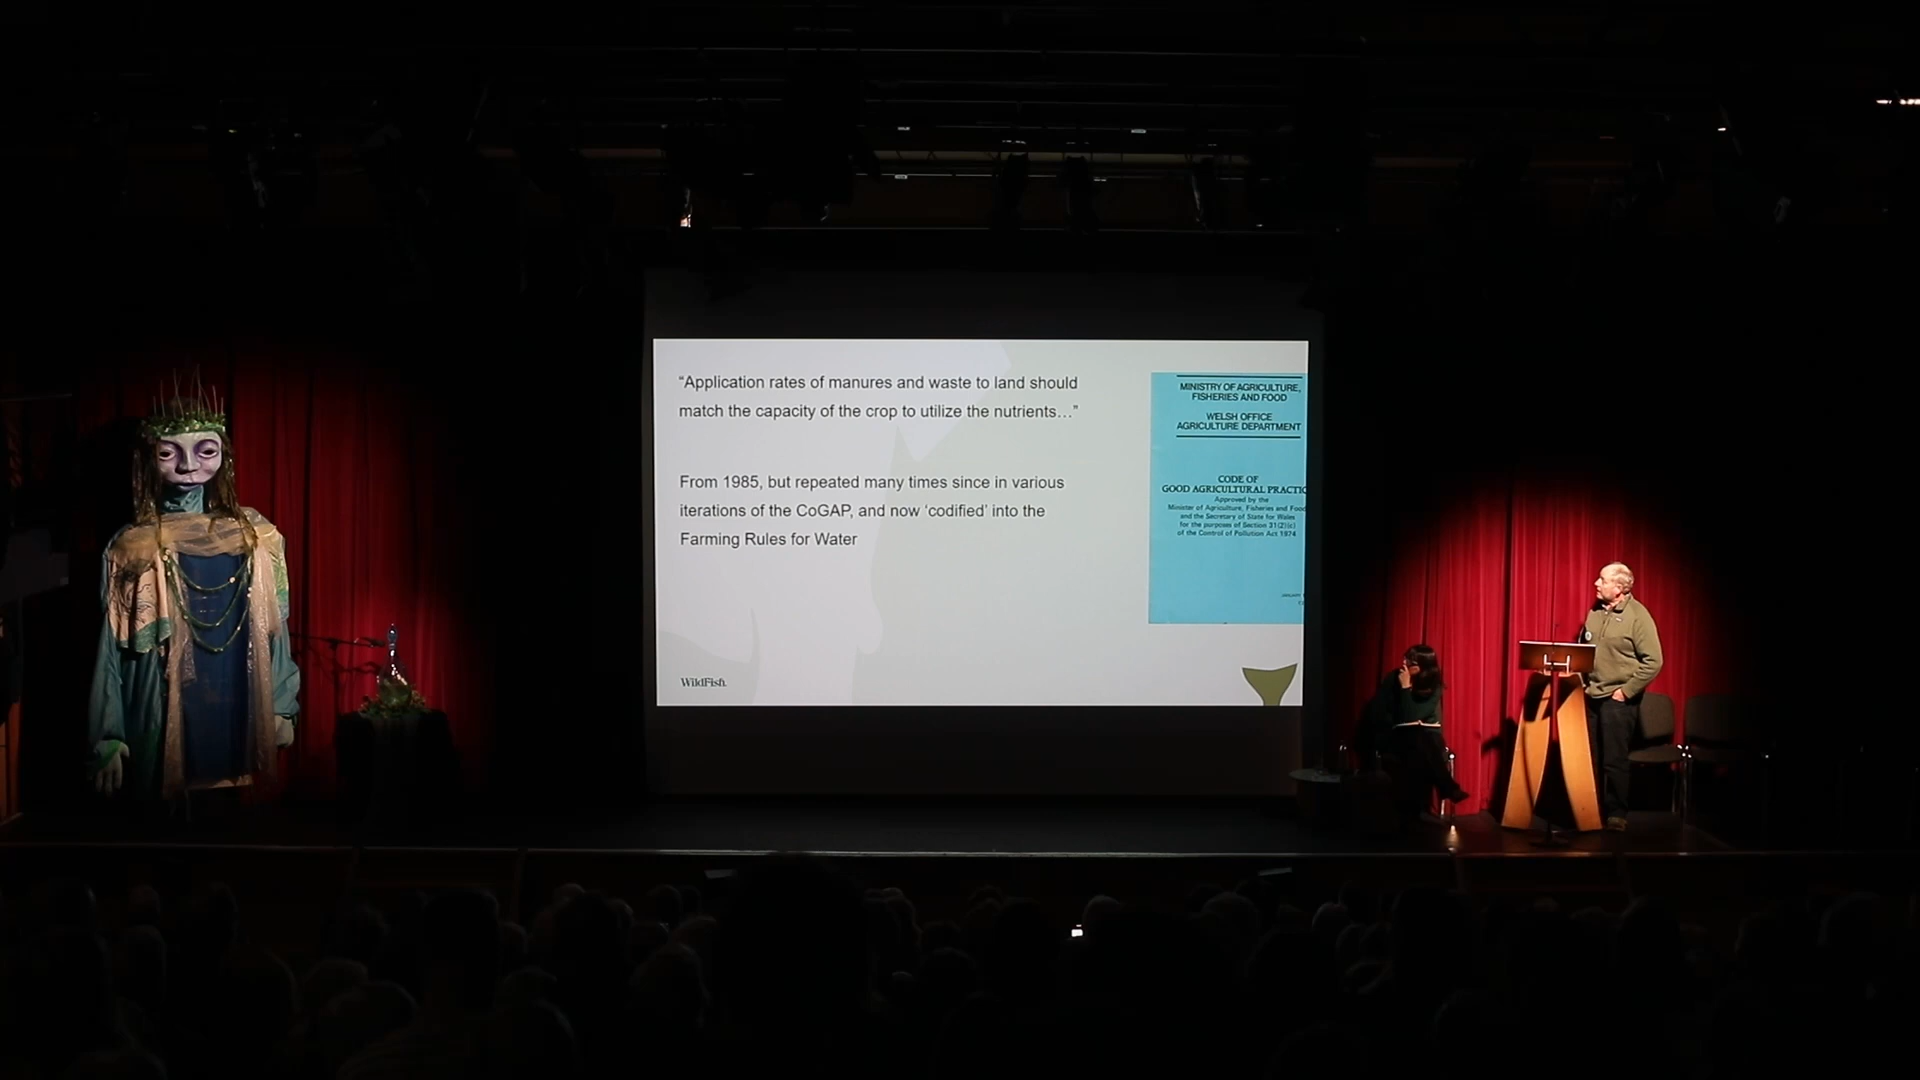 “Application rates of manures and waste to land should
match the capacity of the crop to utilize the nutrients…”
From 1985, but repeated many times since in various
iterations of the CoGAP, and now ‘codified’ into the
Farming Rules for Water
WildFish.
MINISTRY OF AGRICULTURE,
FISHERIES AND FOOD
WELSH OFFICE
AGRICULTURE DEPARTMENT
CODE OF
GOOD AGRICULTURAL PRACTIC
Approved by the
Minister of Agriculture, Fisheries and Food
and the Secretary of State for Wales
for the purposes of Section 31(2)(c)
of the Control of Pollution Act 1974
JANUARY